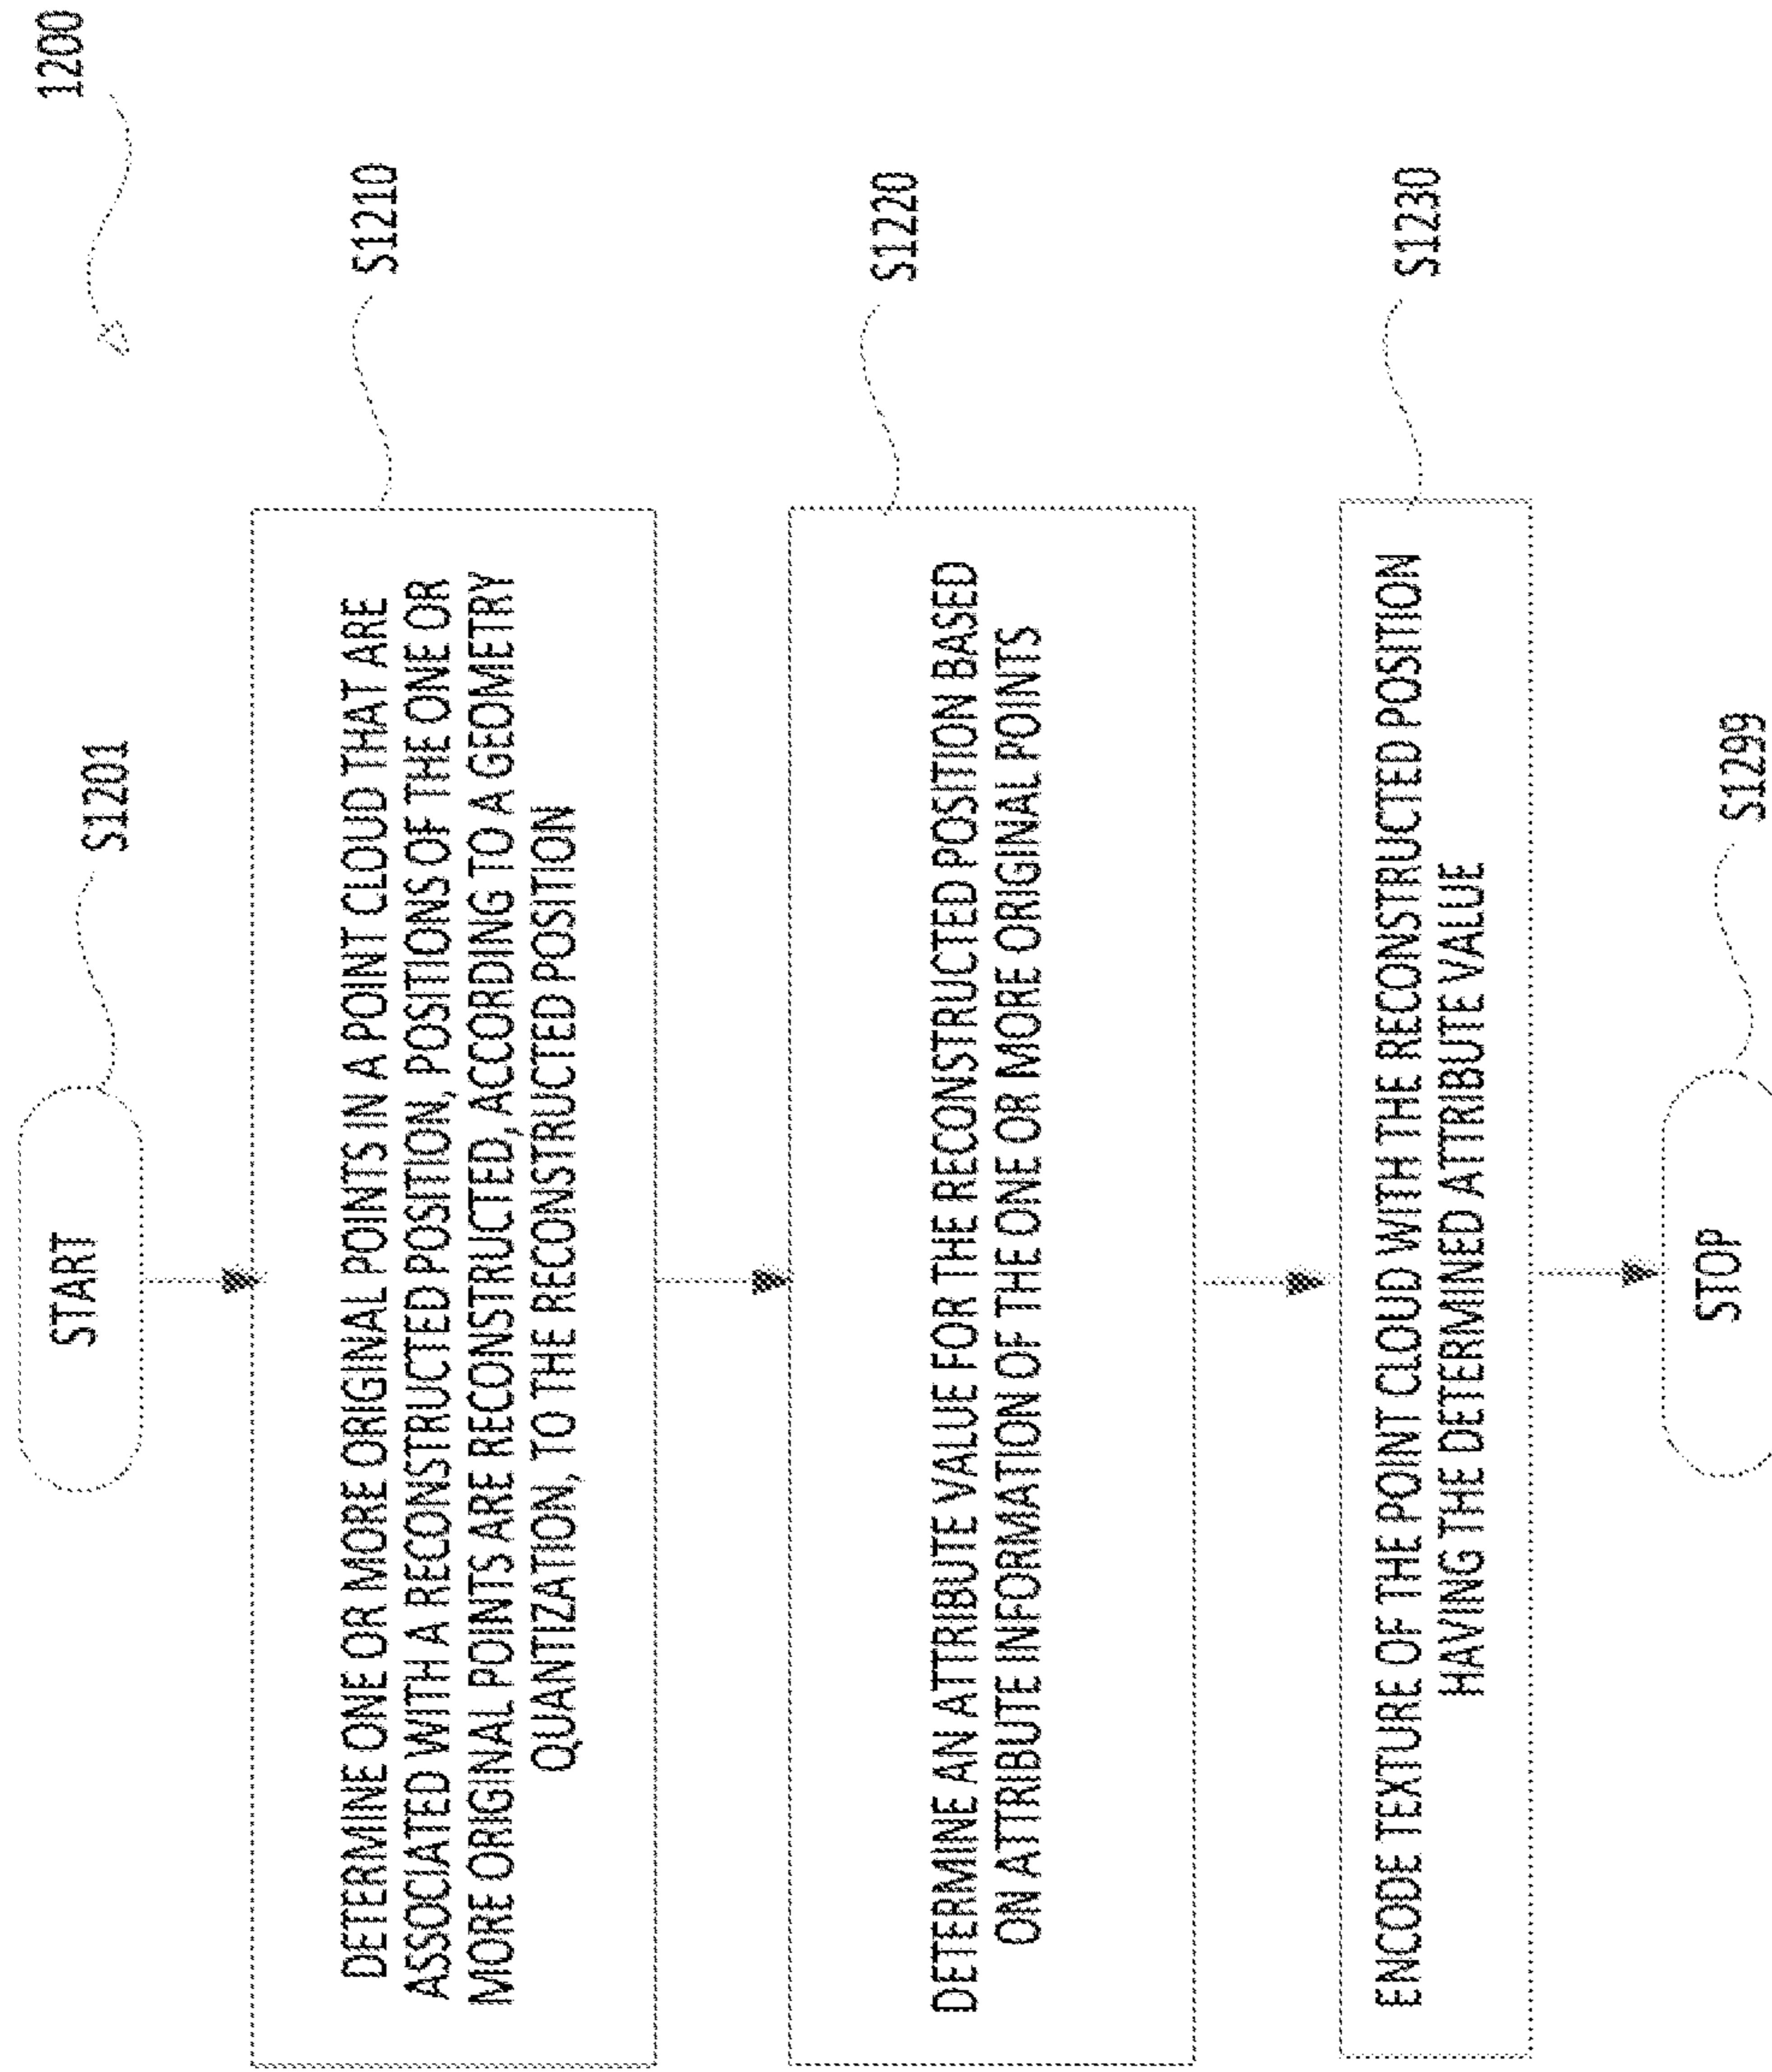 1200
START
S1201
DETERMINE ONE OR MORE ORIGINAL POINTS IN A POINT CLOUD THAT ARE
ASSOCIATED WITH A RECONSTRUCTED POSITION, POSITIONS OF THE ONE OR
MORE ORIGINAL POINTS ARE RECONSTRUCTED, ACCORDING TO A GEOMETRY
QUANTIZATION, TO THE RECONSTRUCTED POSITION
S1210
DETERMINE AN ATTRIBUTE VALUE FOR THE RECONSTRUCTED POSITION BASED
ON ATTRIBUTE INFORMATION OF THE ONE OR MORE ORIGINAL POINTS
S1220
ENCODE TEXTURE OF THE POINT CLOUD WITH THE RECONSTRUCTED POSITION
HAVING THE DETERMINED ATTRIBUTE VALUE
S1230
STOP
S1299